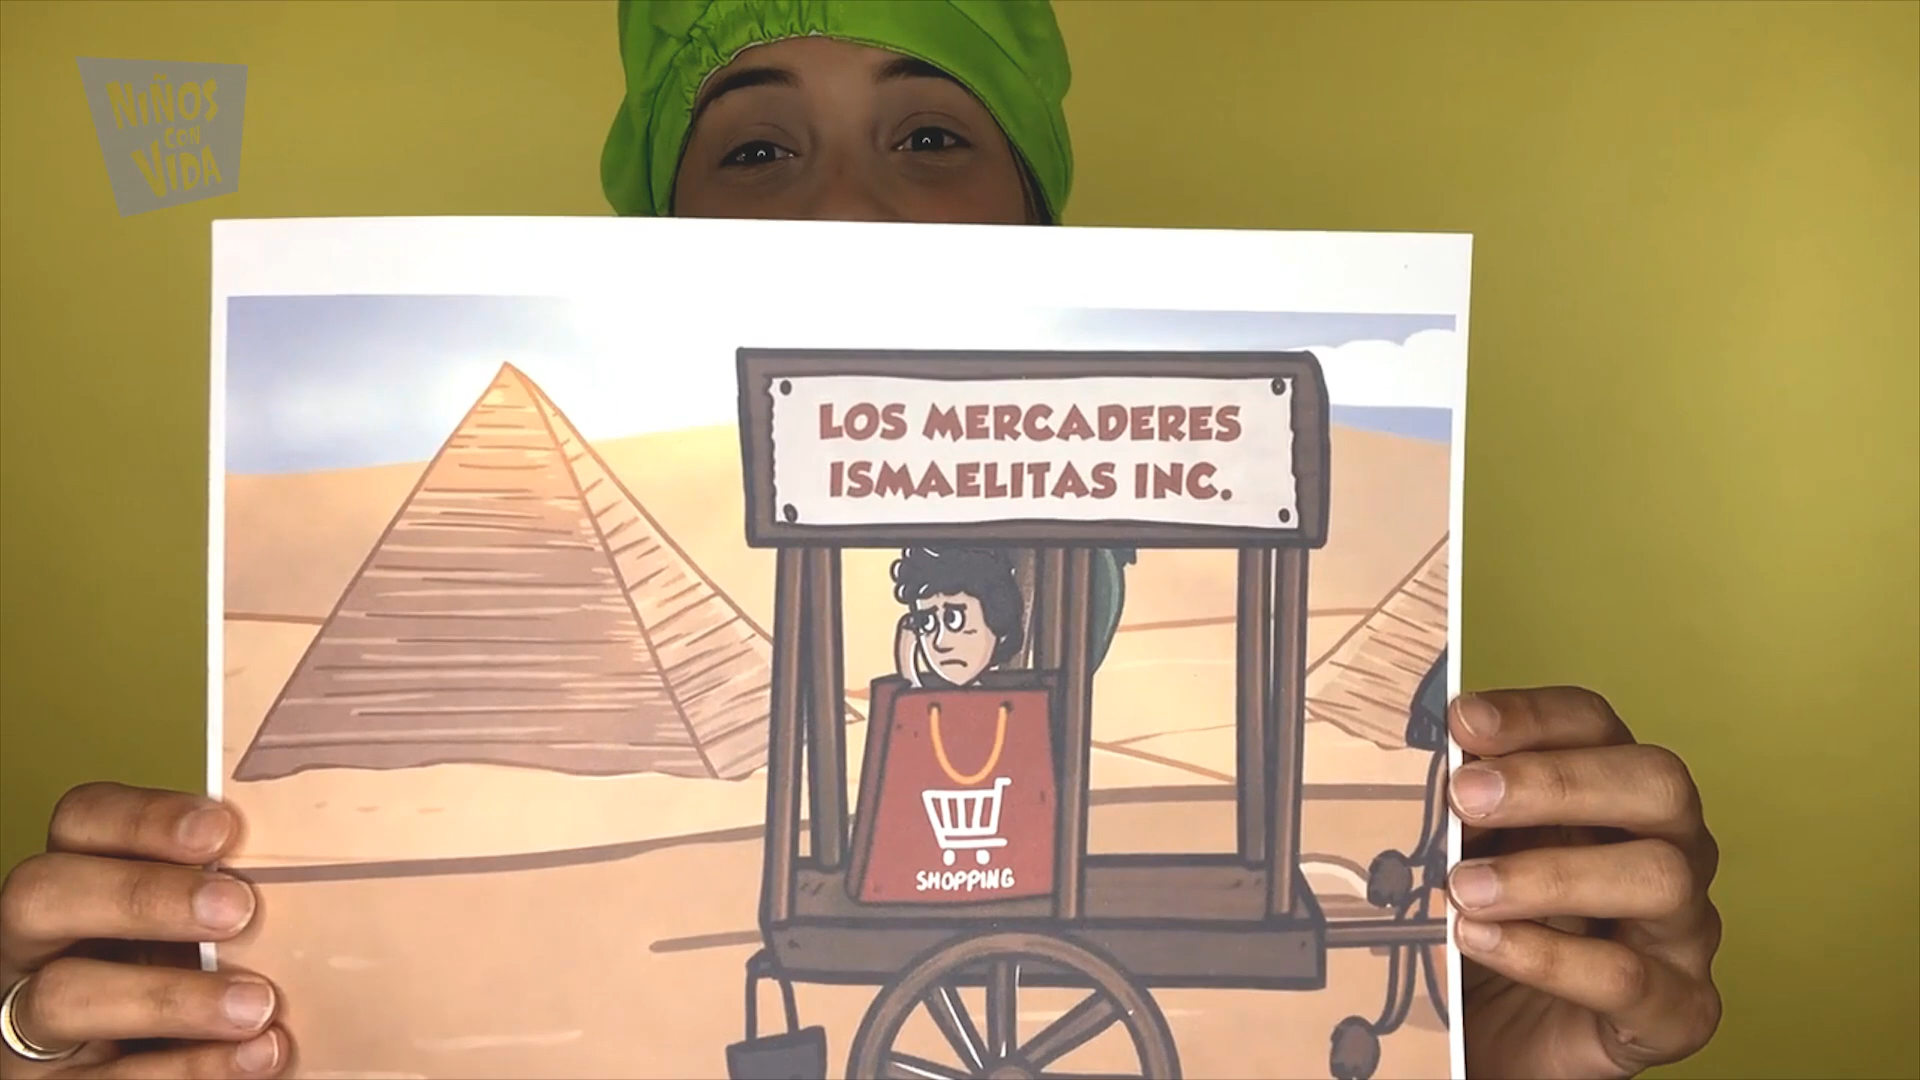 NIÑOS
CON
VIDA
LOS MERCADERES
ISMAELITAS INC.
SHOPPING